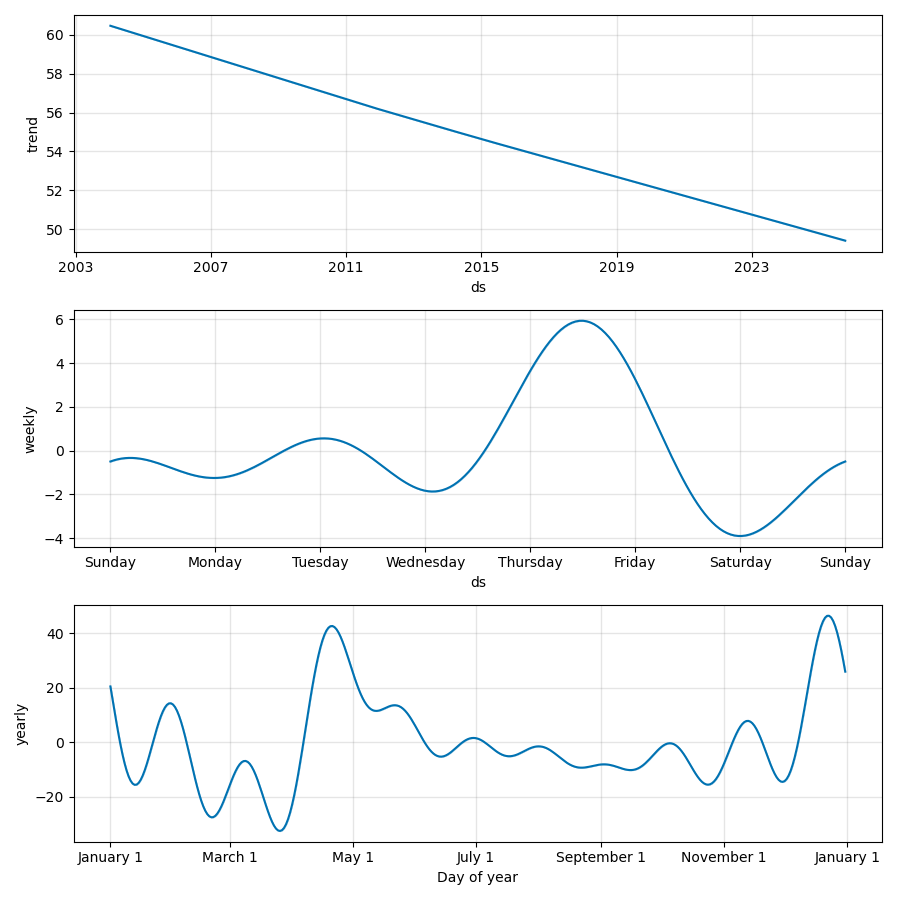 60
58
56
54
52
50
trend
2003 2007 2011 2015 2019 2023
ds
6
4
2
0
−2
−4
weekly
Sunday Monday Tuesday Wednesday Thursday Friday Saturday Sunday
ds
40
20
0
−20
yearly
January 1 March 1 May 1 July 1 September 1 November 1 January 1
Day of year